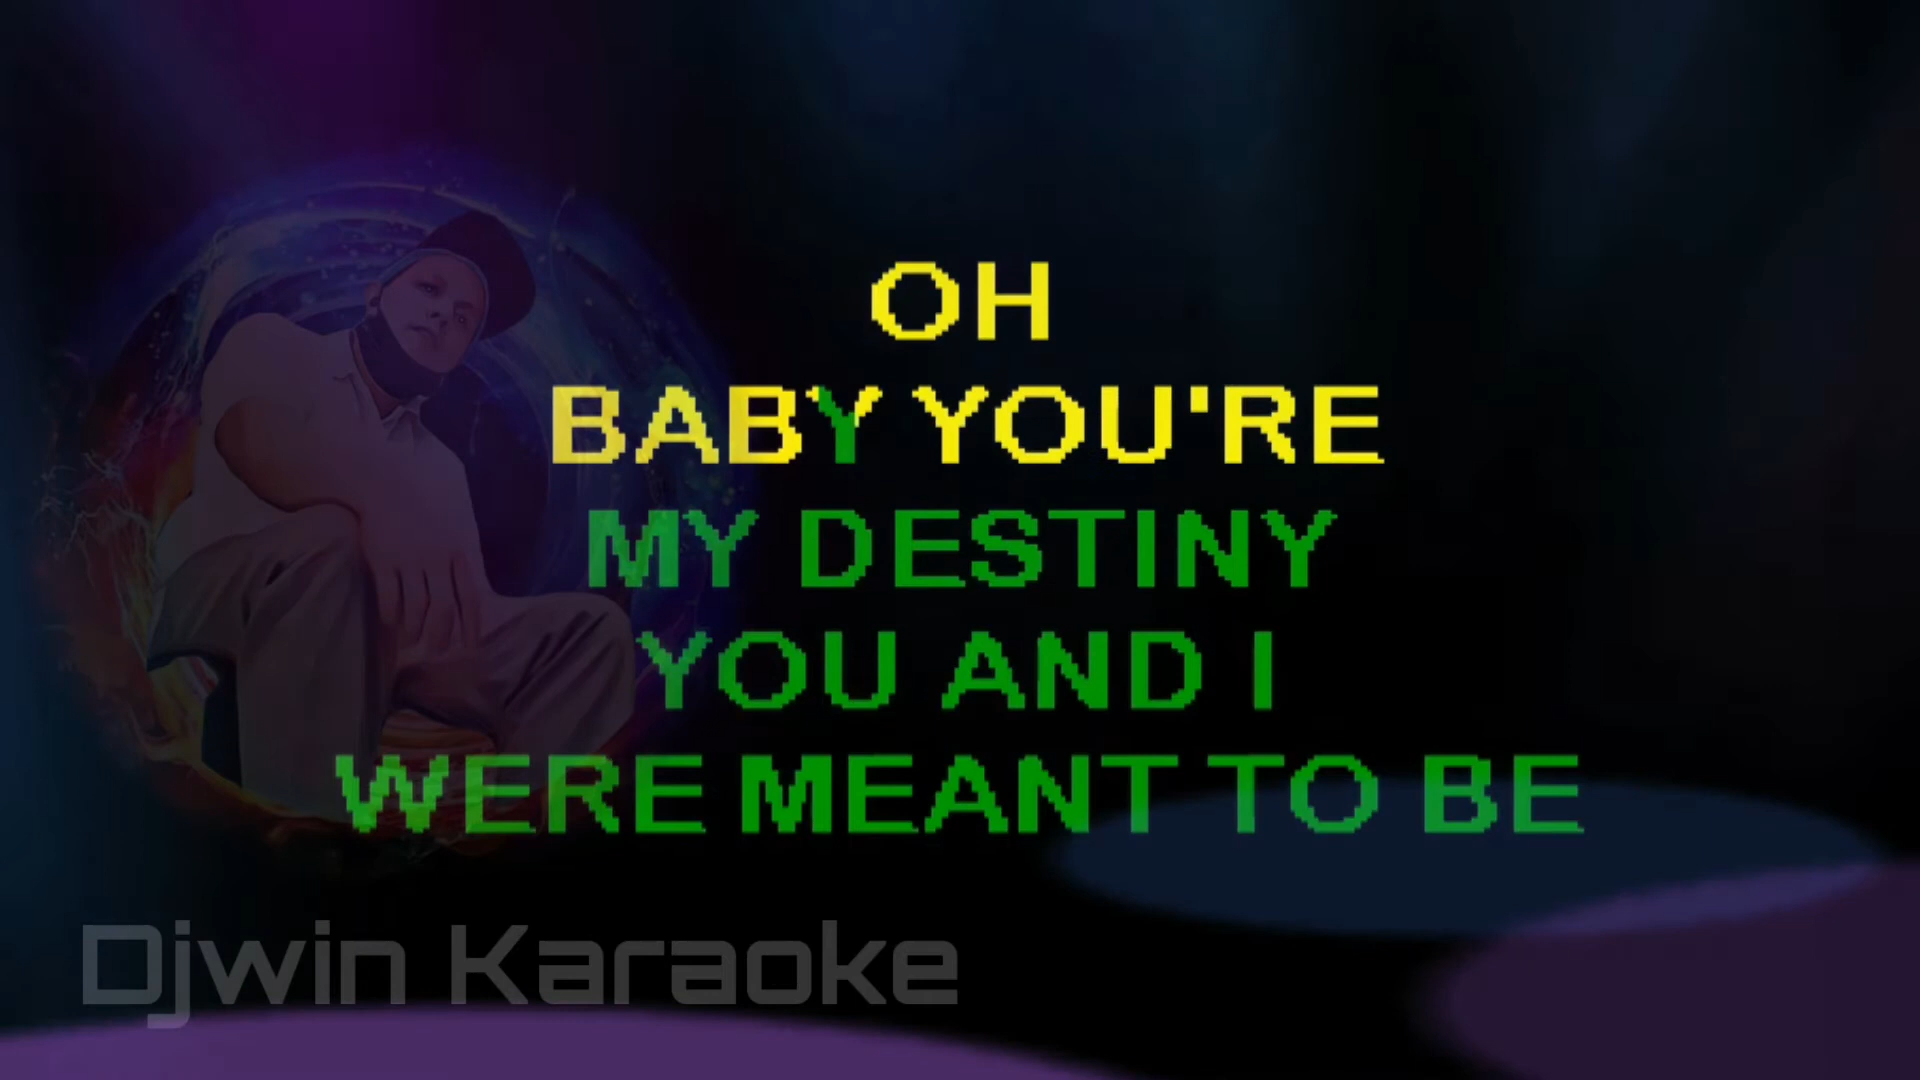 OH
BABY YOU'RE
MY DESTINY
YOU AND I
WERE MEANT TO BE
Djwin Karaoke